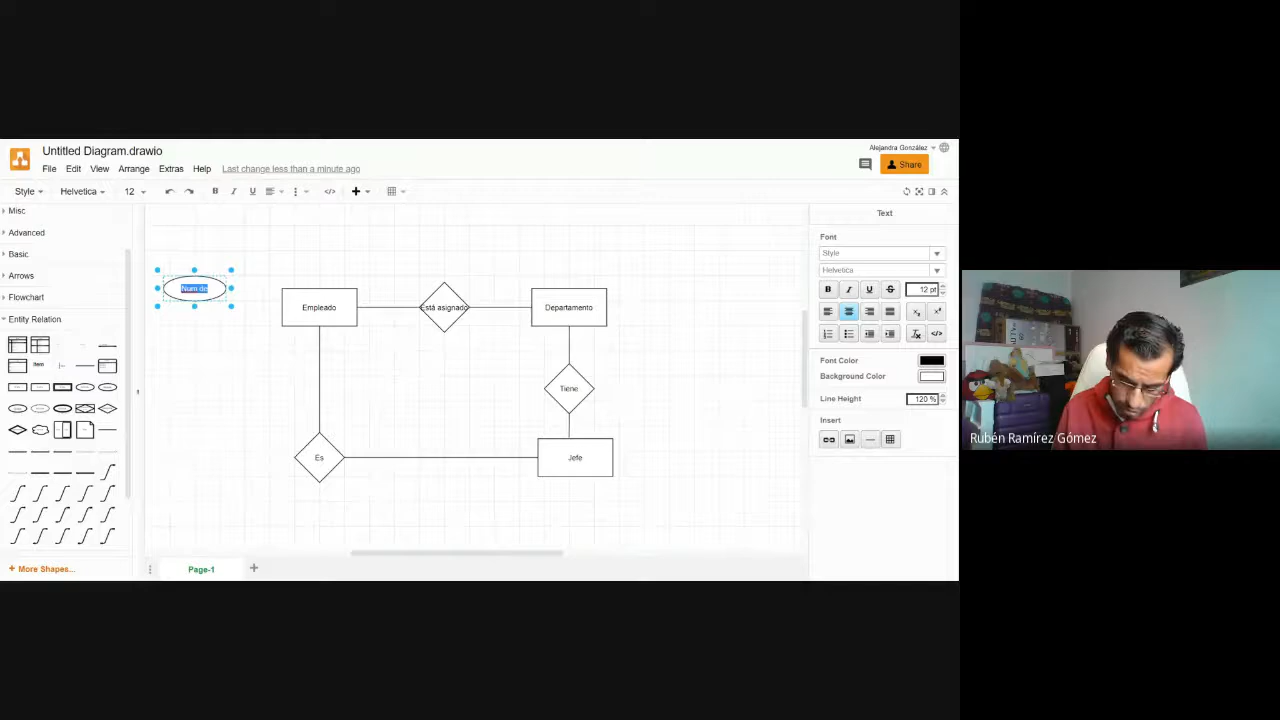 Untitled Diagram.drawio
File Edit View Arrange Extras Help Last change less than a minute ago
Alejandra González
Share
Style Helvetica 12 B I U
Misc
Advanced
Basic
Arrows
Flowchart
Entity Relation
Item
More Shapes...
Num de
Empleado
Está asignado
Departamento
Tiene
Es
Jefe
Page-1
Text
Font
Style
Helvetica
B I U S 12 pt
Font Color
Background Color
Line Height 120 %
Insert
Rubén Ramírez Gómez